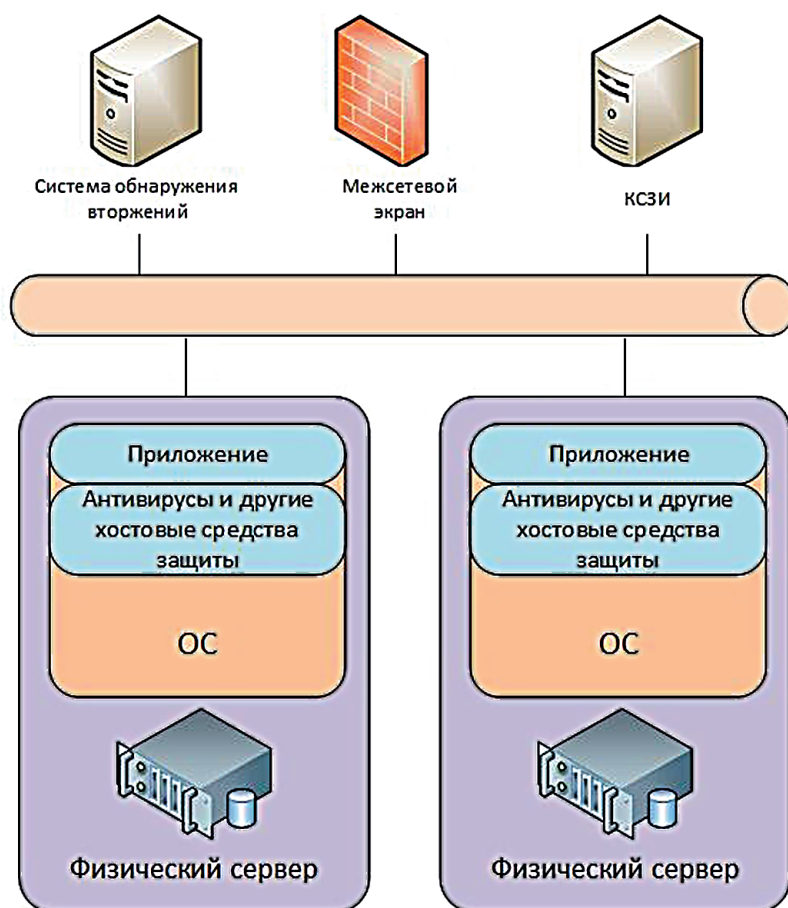 Система обнаружения
вторжений
Межсетевой
экран
КСЗИ
Приложение
Антивирусы и другие
хостовые средства
защиты
ОС
Физический сервер
Приложение
Антивирусы и другие
хостовые средства
защиты
ОС
Физический сервер